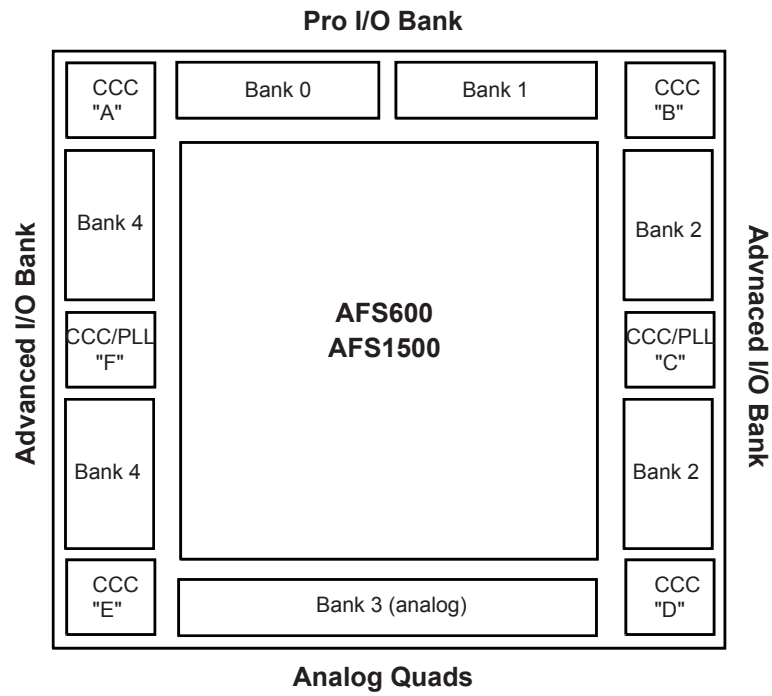 Pro I/O Bank
CCC
"A"
Bank 0
Bank 1
CCC
"B"
Bank 4
Bank 2
Advanced I/O Bank
Advnaced I/O Bank
AFS600
AFS1500
CCC/PLL
"F"
CCC/PLL
"C"
Bank 4
Bank 2
CCC
"E"
Bank 3 (analog)
CCC
"D"
Analog Quads